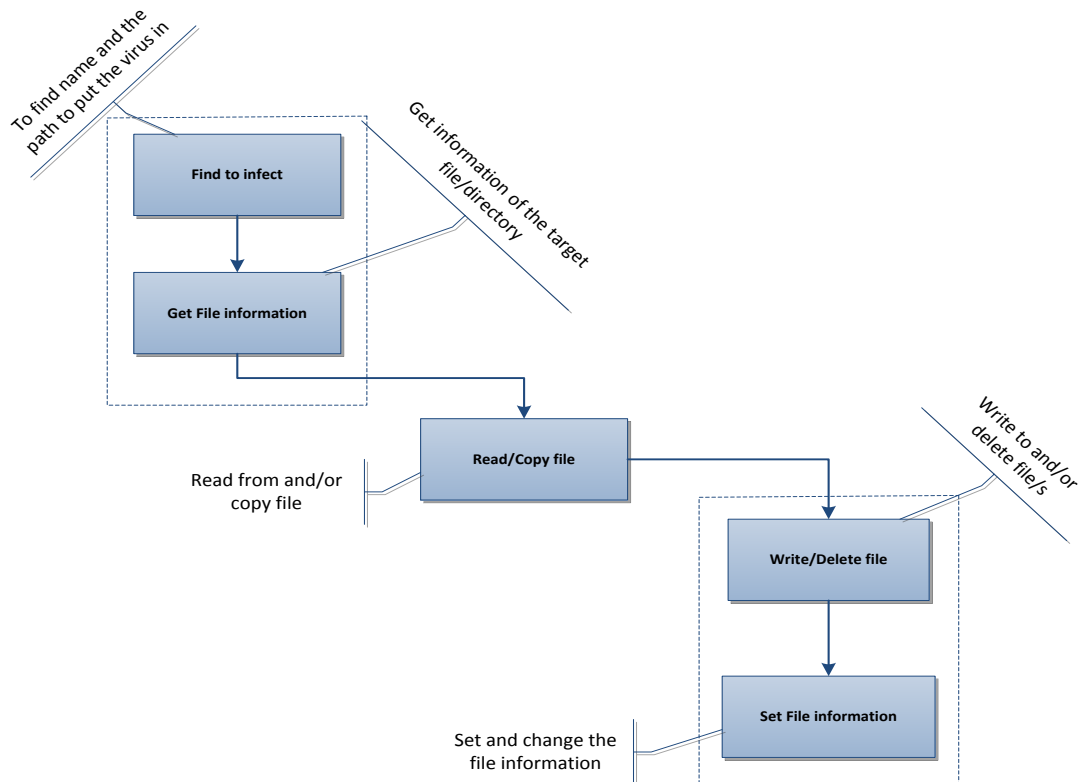 To find name and the
path to put the virus in
Find to infect
Get information of the target
file/directory
Get File information
Read/Copy file
Read from and/or
copy file
Write to and/or
delete file/s
Write/Delete file
Set File information
Set and change the
file information